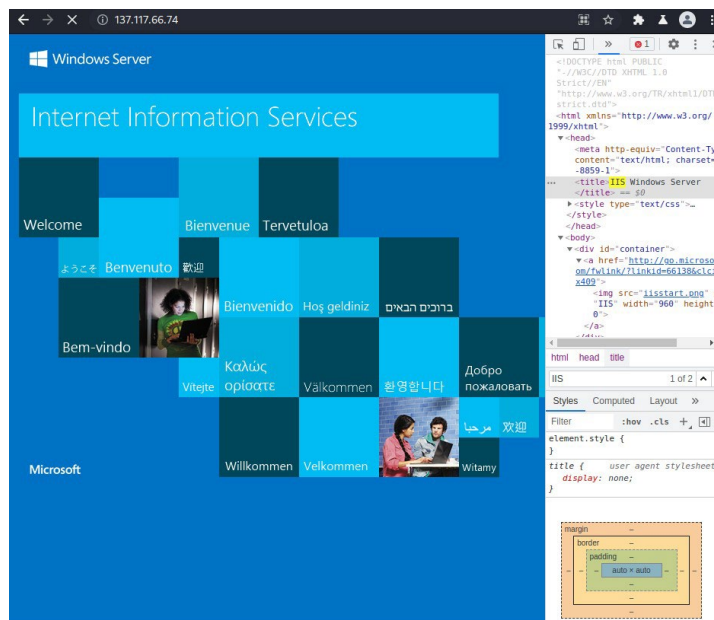 137.117.66.74
Windows Server
Internet Information Services
Welcome
Bienvenue
Tervetuloa
ようこそ
Benvenuto
歡迎
Bienvenido
Hoş geldiniz
ברוכים הבאים
Bem-vindo
Vítejte
Καλώς
ορίσατε
Välkommen
환영합니다
Добро
пожаловать
مرحبا
欢迎
Microsoft
Willkommen
Velkommen
Witamy
1
<!DOCTYPE html PUBLIC
"-//W3C//DTD XHTML 1.0
Strict//EN"
"http://www.w3.org/TR/xhtml1/DTD
strict.dtd">
<html xmlns="http://www.w3.org/
1999/xhtml">
<head>
<meta http-equiv="Content-Ty
content="text/html; charset=
-8859-1">
<title>IIS Windows Server
</title> == $0
<style type="text/css">…
</style>
</head>
<body>
<div id="container">
<a href="http://go.microso
om/fwlink/?linkid=66138&clc
x409">
<img src="iisstart.png"
"IIS" width="960" height
0">
</a>
html head title
IIS
1 of 2
Styles Computed Layout
Filter
:hov .cls
element.style {
}
title { user agent stylesheet
display: none;
}
margin
border
padding
auto × auto